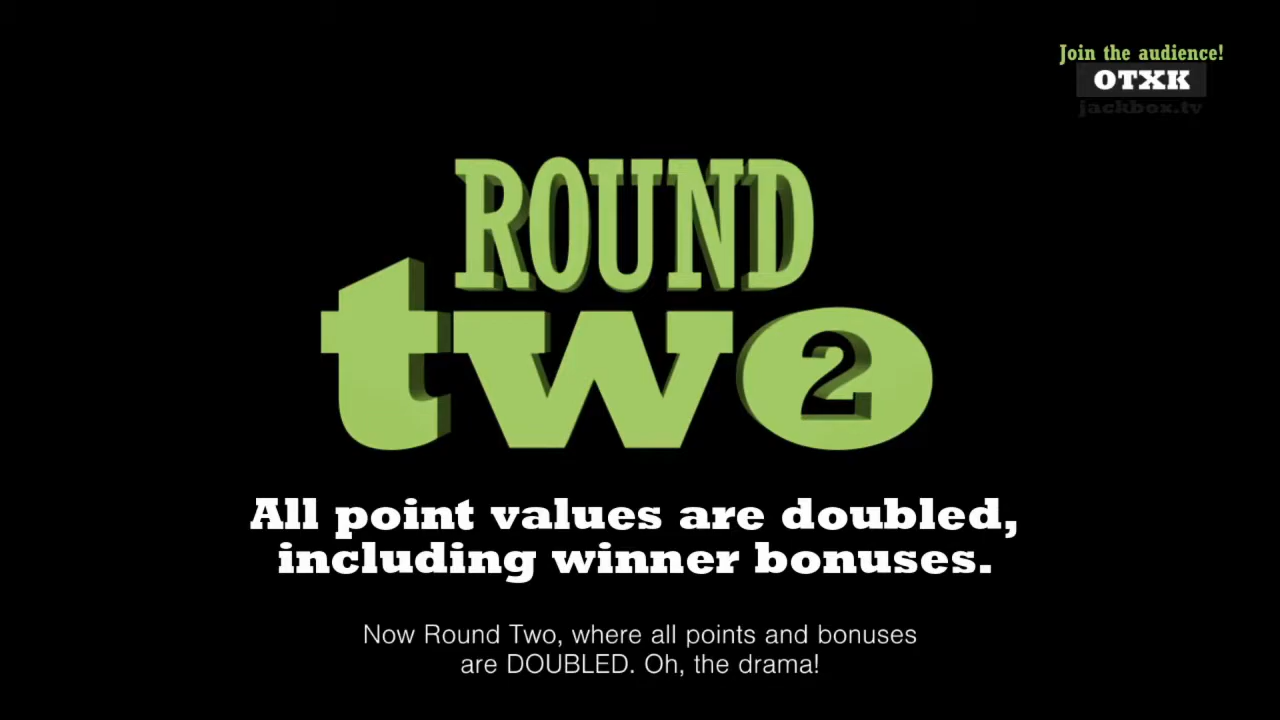 Join the audience!
OTXK
jackbox.tv
ROUND
two
2
All point values are doubled,
including winner bonuses.
Now Round Two, where all points and bonuses
are DOUBLED. Oh, the drama!